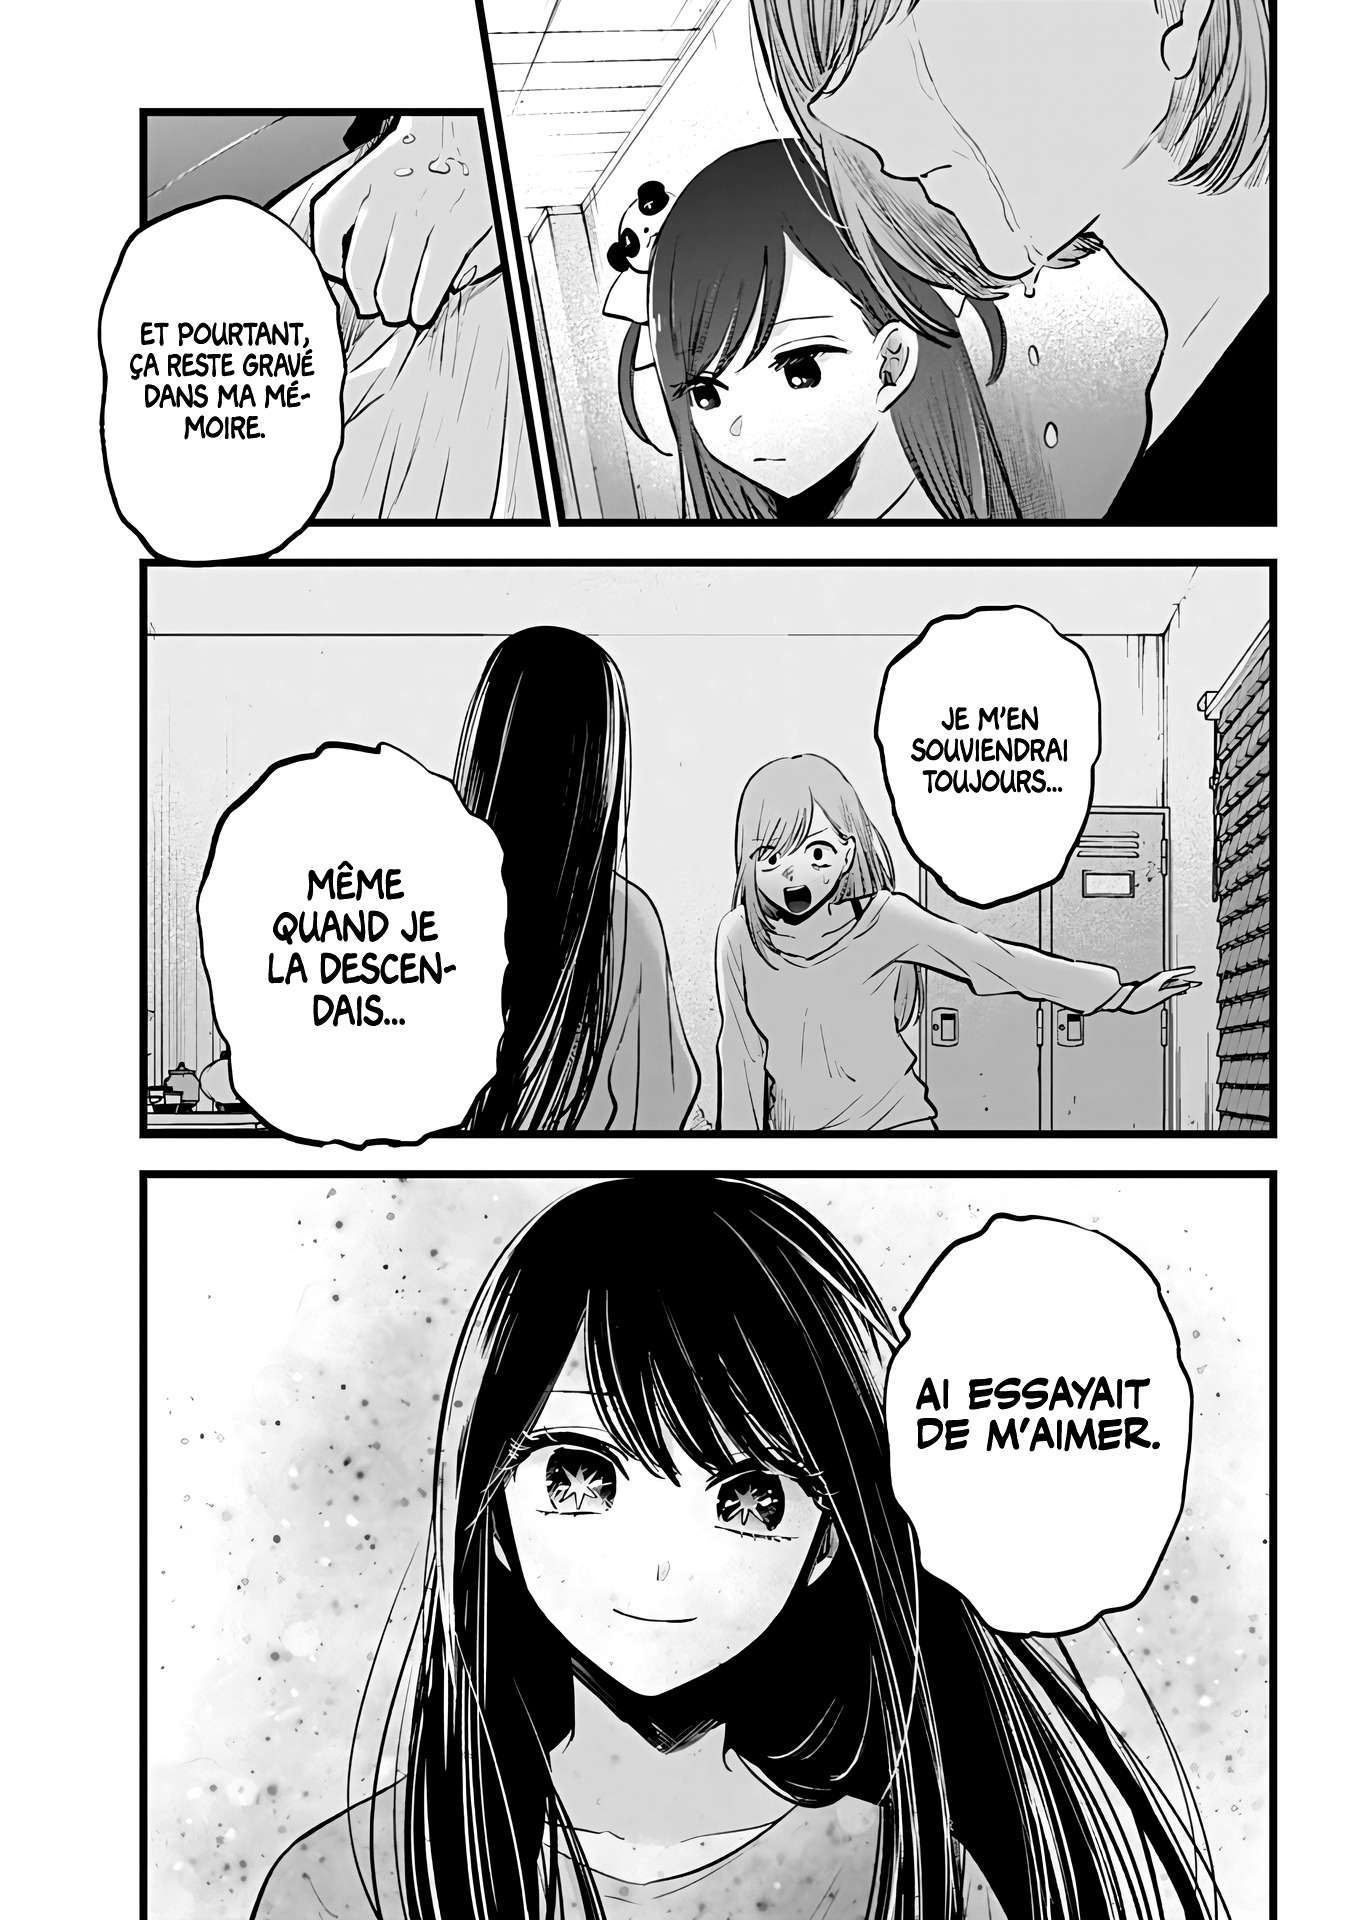 ET POURTANT,
ÇA RESTE GRAVÉ
DANS MA MÉ-
MOIRE.
JE M'EN
SOUVIENDRAI
TOUJOURS...
MÊME
QUAND JE
LA DESCEN-
DAIS...
AI ESSAYAIT
DE M'AIMER.